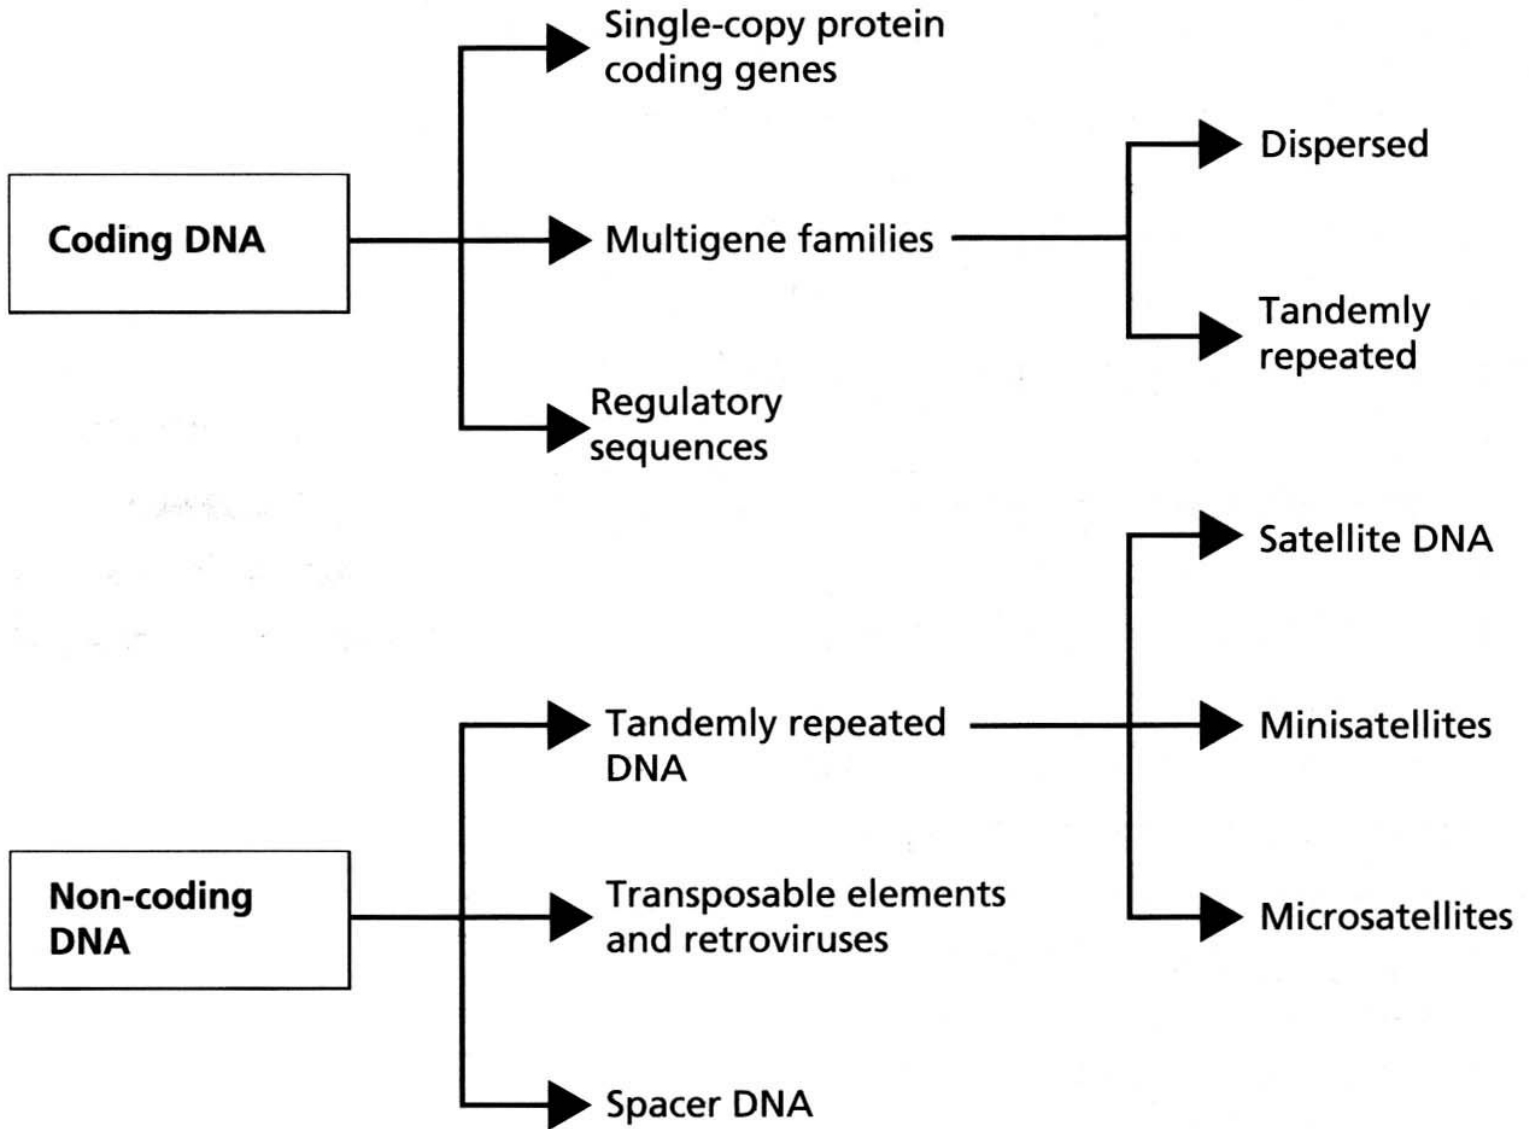 Single-copy protein
coding genes
Coding DNA
Multigene families
Dispersed
Tandemly
repeated
Regulatory
sequences
Satellite DNA
Tandemly repeated
DNA
Minisatellites
Non-coding
DNA
Transposable elements
and retroviruses
Microsatellites
Spacer DNA